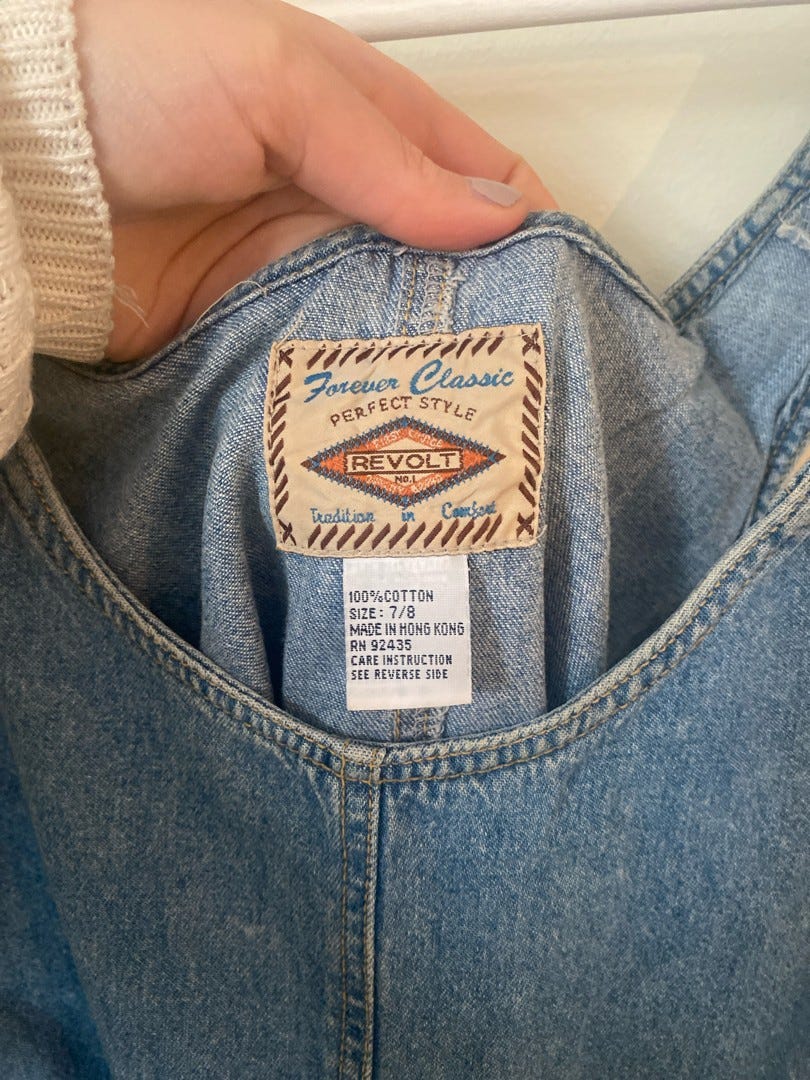 Forever Classic
PERFECT STYLE
REVOLT
NO.1
Tradition in Comfort
100%COTTON
SIZE: 7/8
MADE IN HONG KONG
RN 92435
CARE INSTRUCTION
SEE REVERSE SIDE